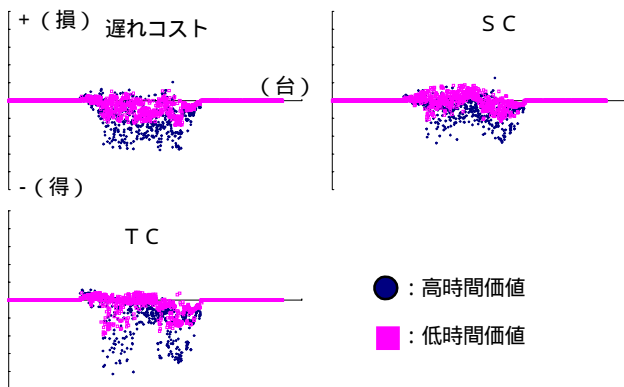 +（損）
遅れコスト
ＳＣ
（台）
-（得）
ＴＣ
：高時間価値
：低時間価値